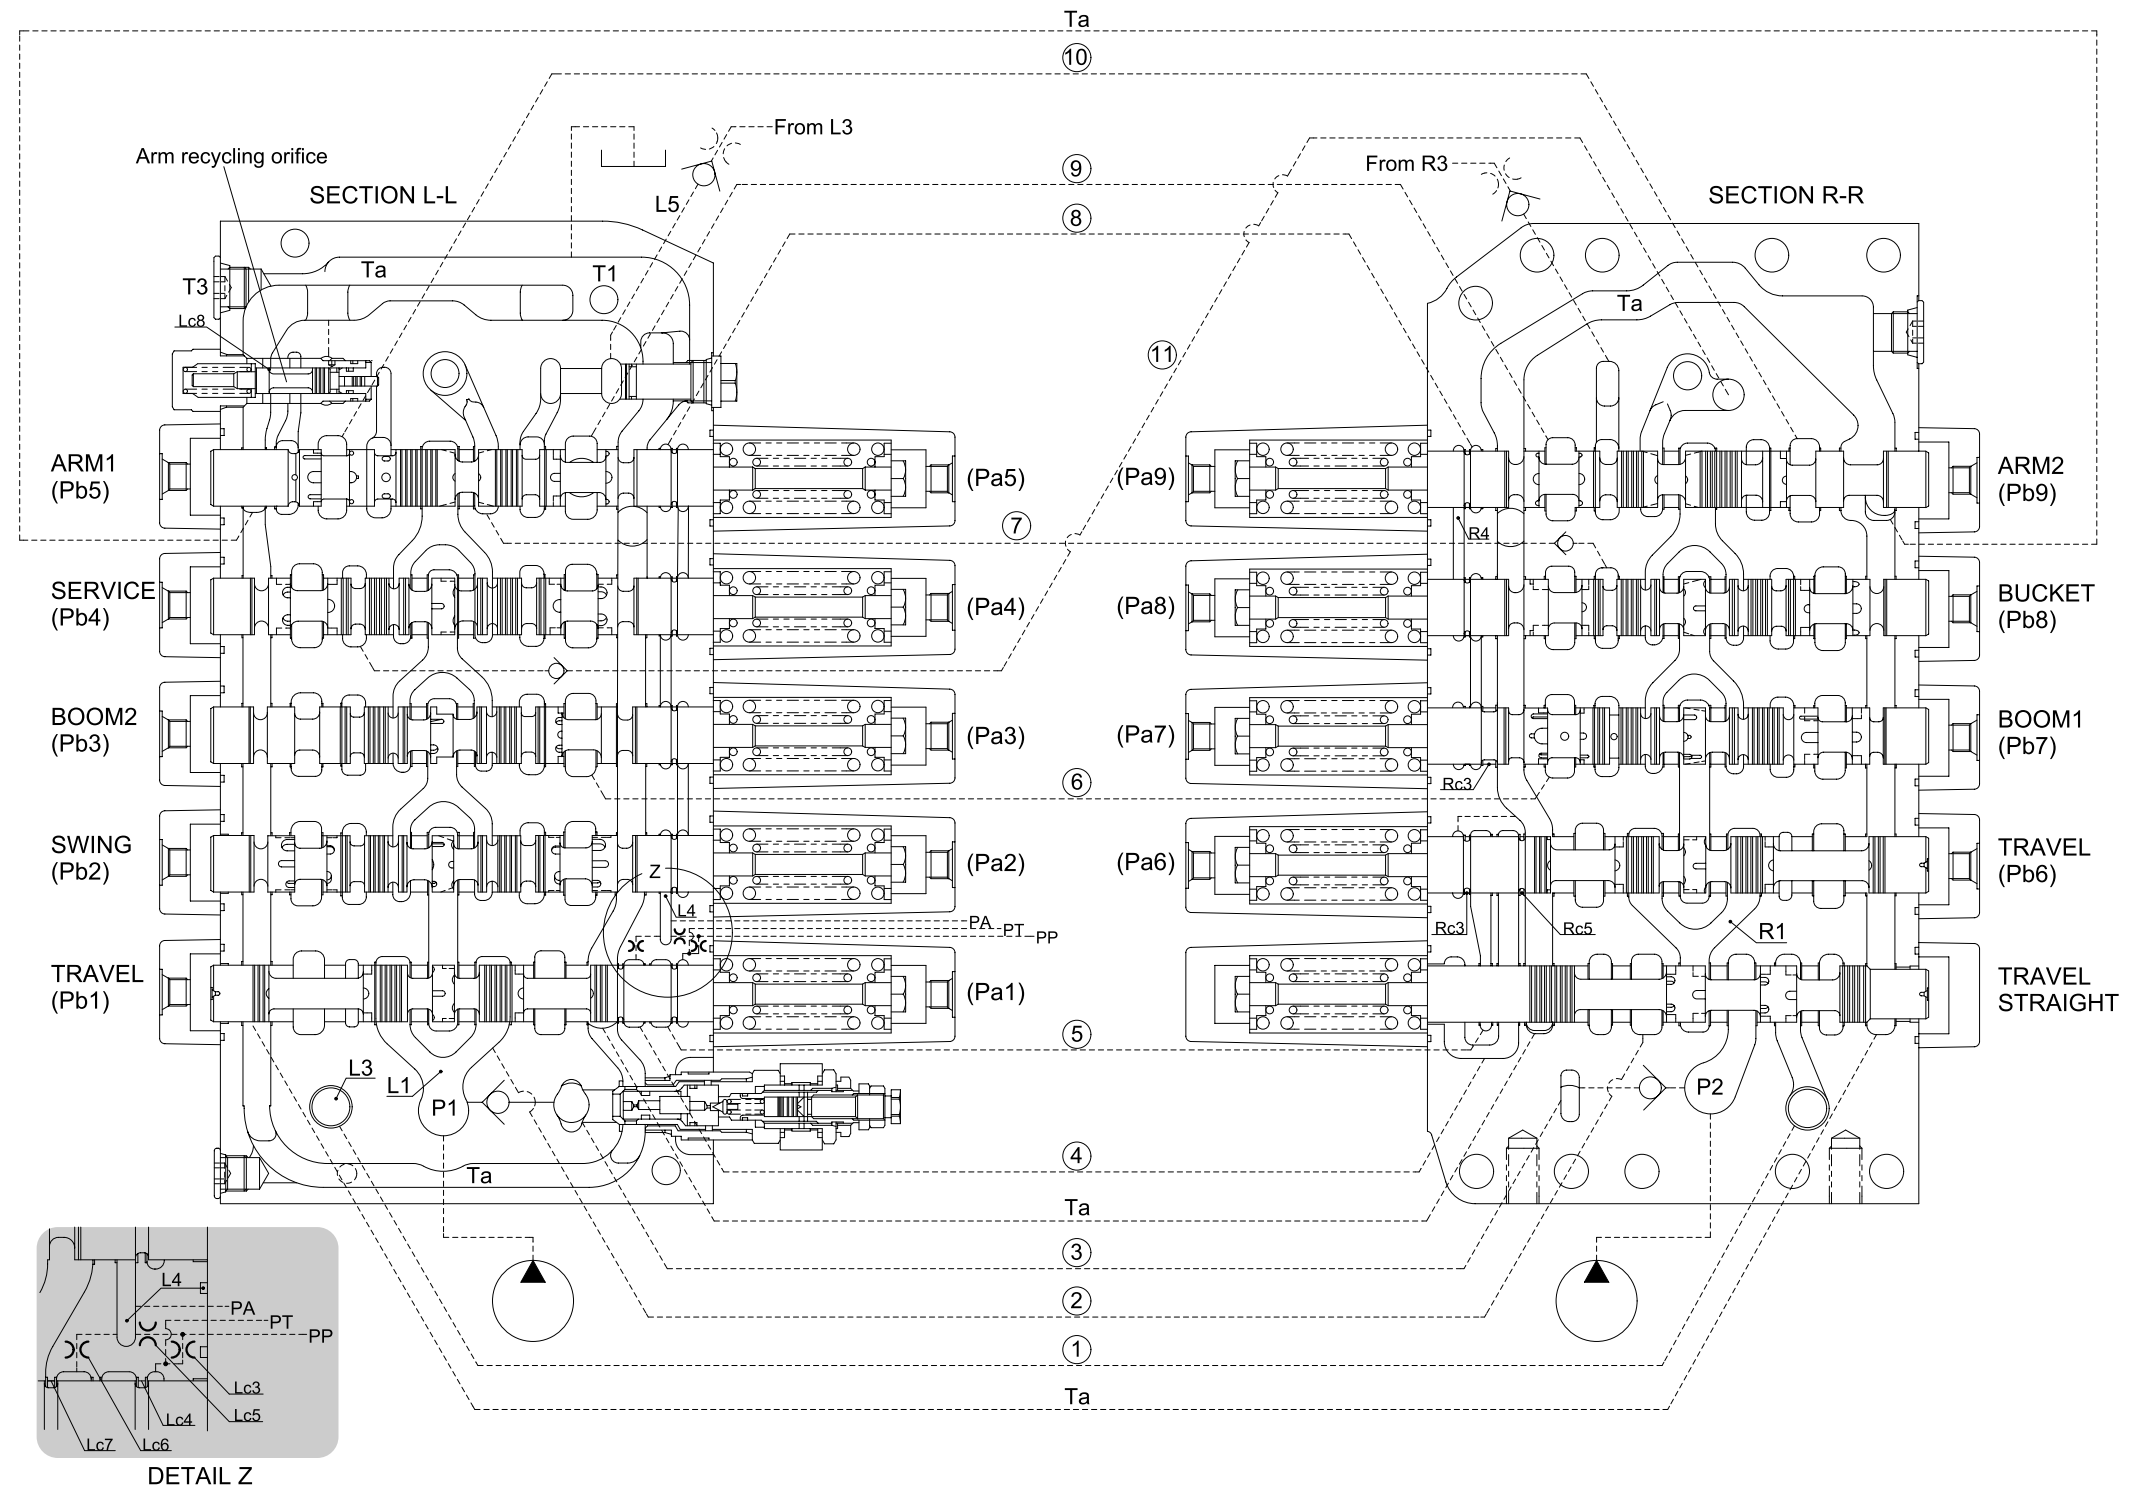 Ta
10
From L3
Arm recycling orifice
9
From R3
SECTION L-L
L5
SECTION R-R
8
Ta
T1
T3
Ta
Lc8
11
ARM1
(Pb5)
(Pa5)
(Pa9)
ARM2
(Pb9)
7
R4
SERVICE
(Pb4)
(Pa4)
(Pa8)
BUCKET
(Pb8)
BOOM2
(Pb3)
(Pa3)
(Pa7)
BOOM1
(Pb7)
6
Rc3
SWING
(Pb2)
Z
(Pa2)
(Pa6)
TRAVEL
(Pb6)
L4
PA
PT
PP
Rc3
Rc5
R1
TRAVEL
(Pb1)
(Pa1)
TRAVEL
STRAIGHT
5
L3
L1
P1
P2
4
Ta
Ta
3
2
1
Ta
L4
PA
PT
PP
Lc3
Lc5
Lc4
Lc7
Lc6
DETAIL Z